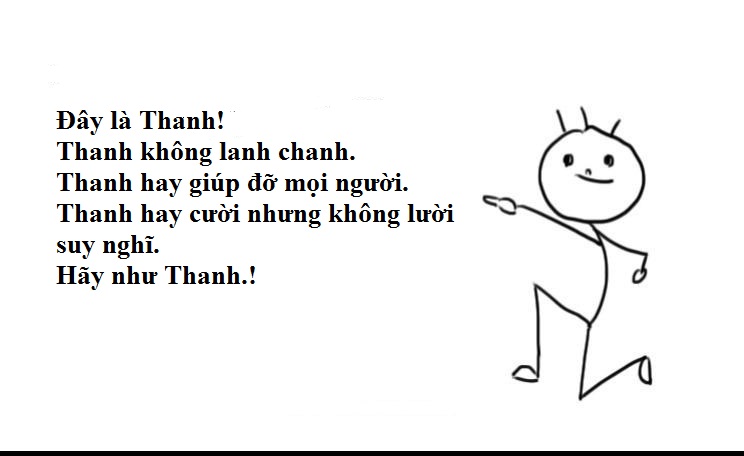 Đây là Thanh!
Thanh không lanh chanh.
Thanh hay giúp đỡ mọi người.
Thanh hay cười nhưng không lười
suy nghĩ.
Hãy như Thanh.!